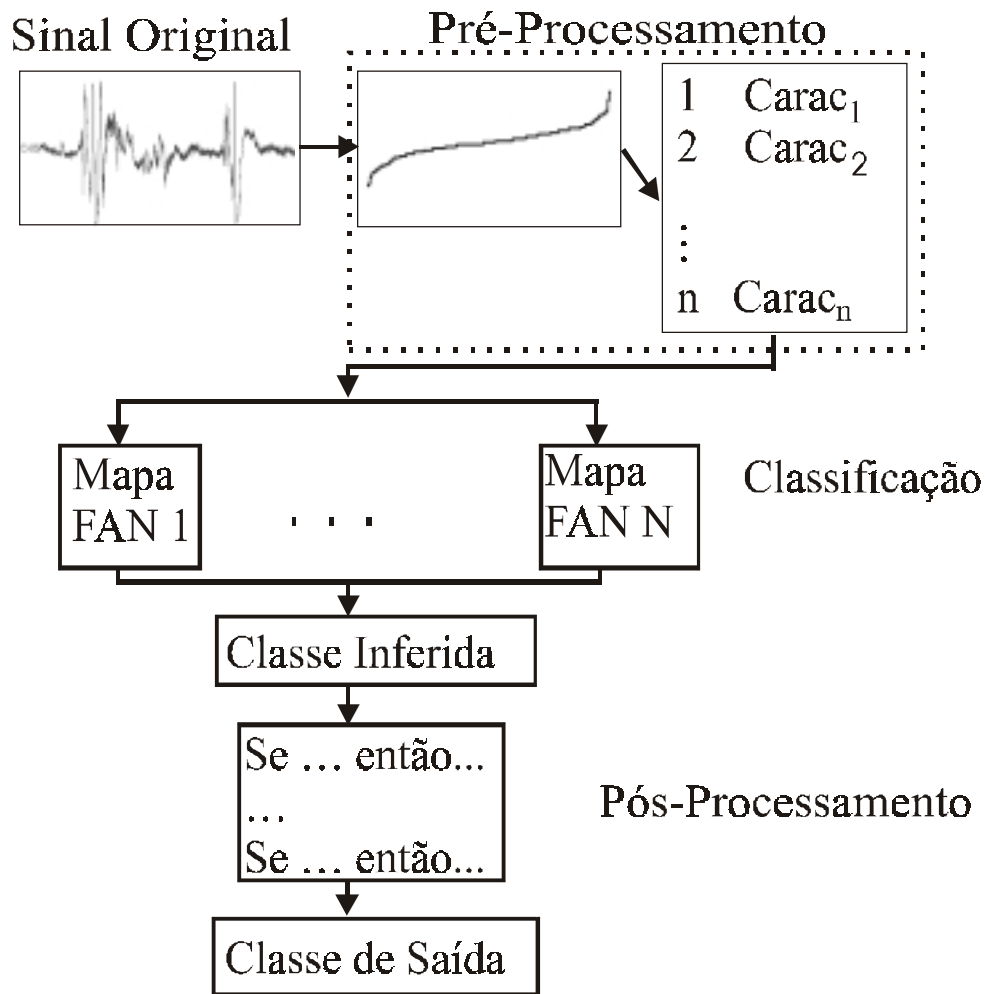 Sinal Original
Pré-Processamento
1 Carac1
2 Carac2
⋮
n Caracn
Mapa
FAN 1
. . .
Mapa
FAN N
Classificação
Classe Inferida
Se ... então...
...
Se ... então...
Pós-Processamento
Classe de Saída